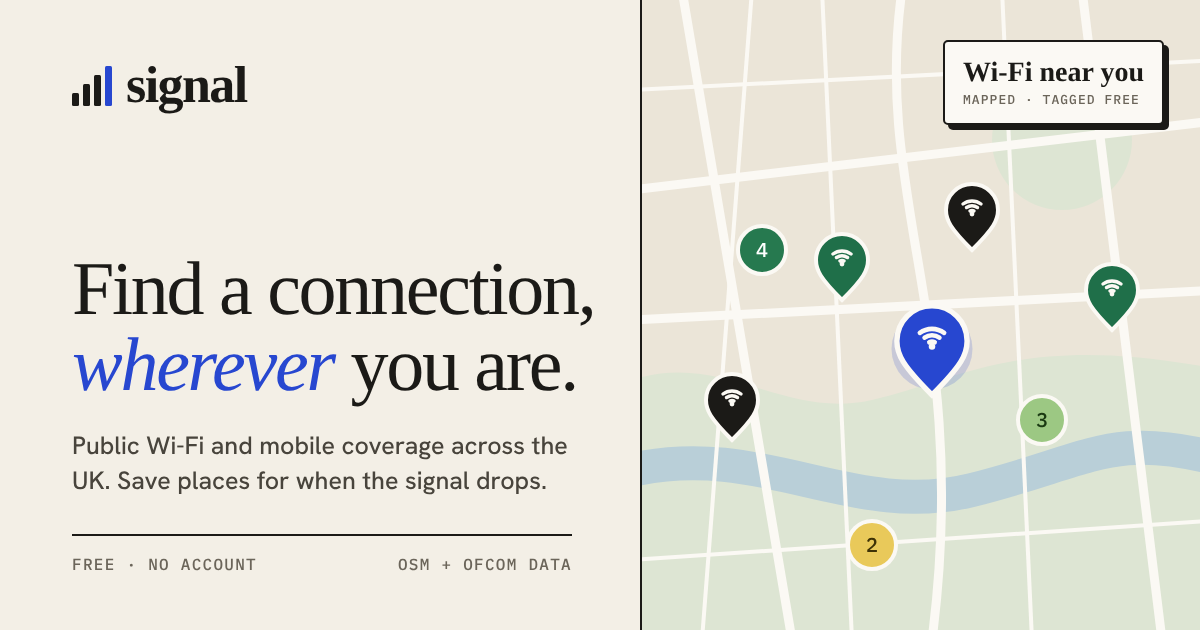 signal
Find a connection,
wherever you are.
Public Wi-Fi and mobile coverage across the
UK. Save places for when the signal drops.
FREE · NO ACCOUNT
OSM + OFCOM DATA
Wi-Fi near you
MAPPED · TAGGED FREE
4
3
2